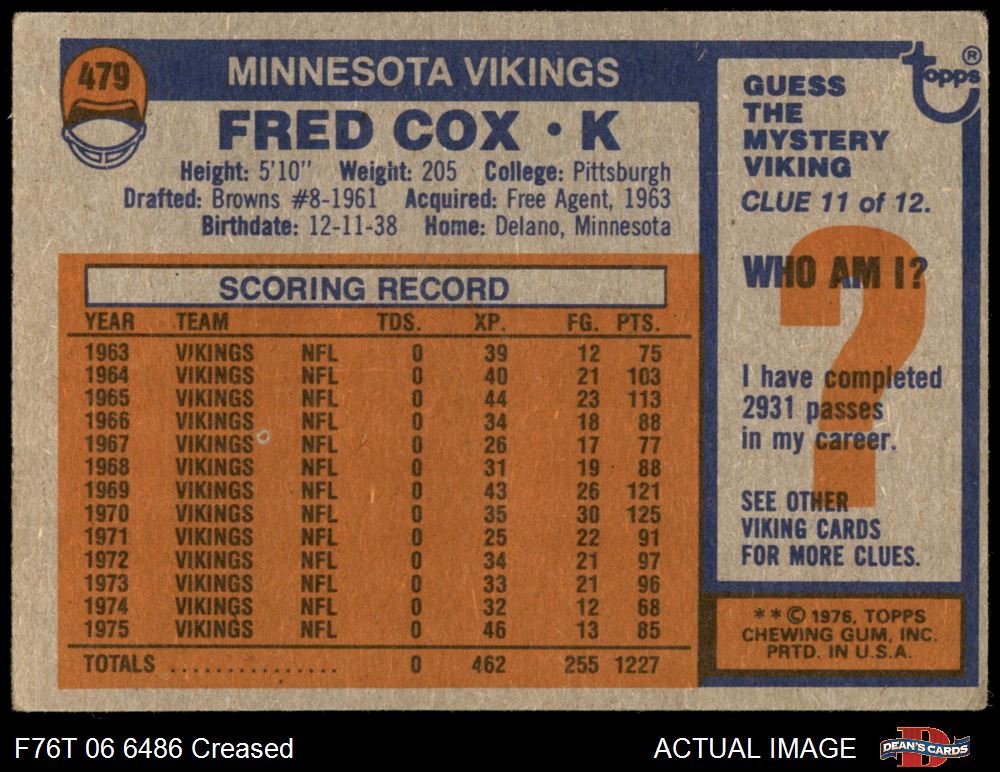 479
MINNESOTA VIKINGS
FRED COX • K
Height: 5'10" Weight: 205 College: Pittsburgh
Drafted: Browns #8-1961 Acquired: Free Agent, 1963
Birthdate: 12-11-38 Home: Delano, Minnesota
SCORING RECORD
YEAR TEAM TDS. XP. FG. PTS.
1963 VIKINGS NFL 0 39 12 75
1964 VIKINGS NFL 0 40 21 103
1965 VIKINGS NFL 0 44 23 113
1966 VIKINGS NFL 0 34 18 88
1967 VIKINGS NFL 0 26 17 77
1968 VIKINGS NFL 0 31 19 88
1969 VIKINGS NFL 0 43 26 121
1970 VIKINGS NFL 0 35 30 125
1971 VIKINGS NFL 0 25 22 91
1972 VIKINGS NFL 0 34 21 97
1973 VIKINGS NFL 0 33 21 96
1974 VIKINGS NFL 0 32 12 68
1975 VIKINGS NFL 0 46 13 85
TOTALS ................ 0 462 255 1227
topps ®
GUESS
THE
MYSTERY
VIKING
CLUE 11 of 12.
WHO AM I?
?
I have completed
2931 passes
in my career.
SEE OTHER
VIKING CARDS
FOR MORE CLUES.
** © 1976, TOPPS
CHEWING GUM, INC.
PRTD. IN U.S.A.
F76T 06 6486 Creased
ACTUAL IMAGE
D
DEAN'S CARDS